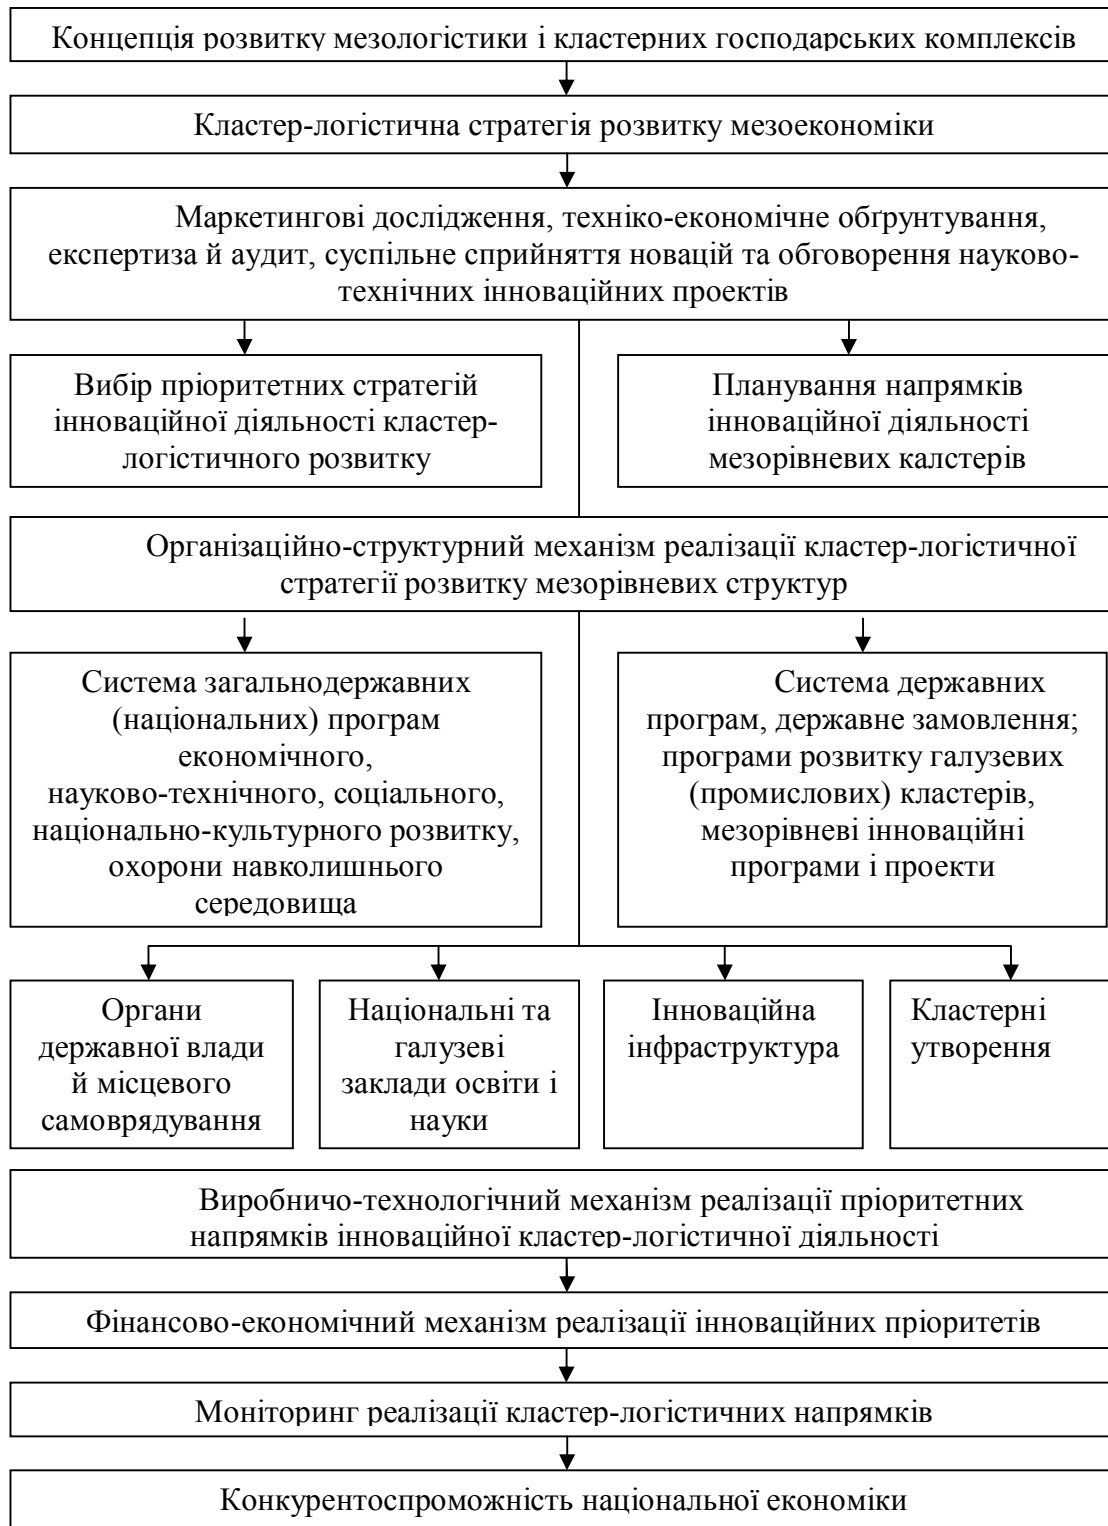 Концепція розвитку мезологістики і кластерних господарських комплексів
Кластер-логістична стратегія розвитку мезоекономіки
Маркетингові дослідження, техніко-економічне обґрунтування,
експертиза й аудит, суспільне сприйняття новацій та обговорення науково-
технічних інноваційних проектів
Вибір пріоритетних стратегій
інноваційної діяльності кластер-
логістичного розвитку
Планування напрямків
інноваційної діяльності
мезорівневих калстерів
Організаційно-структурний механізм реалізації кластер-логістичної
стратегії розвитку мезорівневих структур
Система загальнодержавних
(національних) програм
економічного,
науково-технічного, соціального,
національно-культурного розвитку,
охорони навколишнього
середовища
Система державних
програм, державне замовлення;
програми розвитку галузевих
(промислових) кластерів,
мезорівневі інноваційні
програми і проекти
Органи
державної влади
й місцевого
самоврядування
Національні та
галузеві
заклади освіти і
науки
Інноваційна
інфраструктура
Кластерні
утворення
Виробничо-технологічний механізм реалізації пріоритетних
напрямків інноваційної кластер-логістичної діяльності
Фінансово-економічний механізм реалізації інноваційних пріоритетів
Моніторинг реалізації кластер-логістичних напрямків
Конкурентоспроможність національної економіки